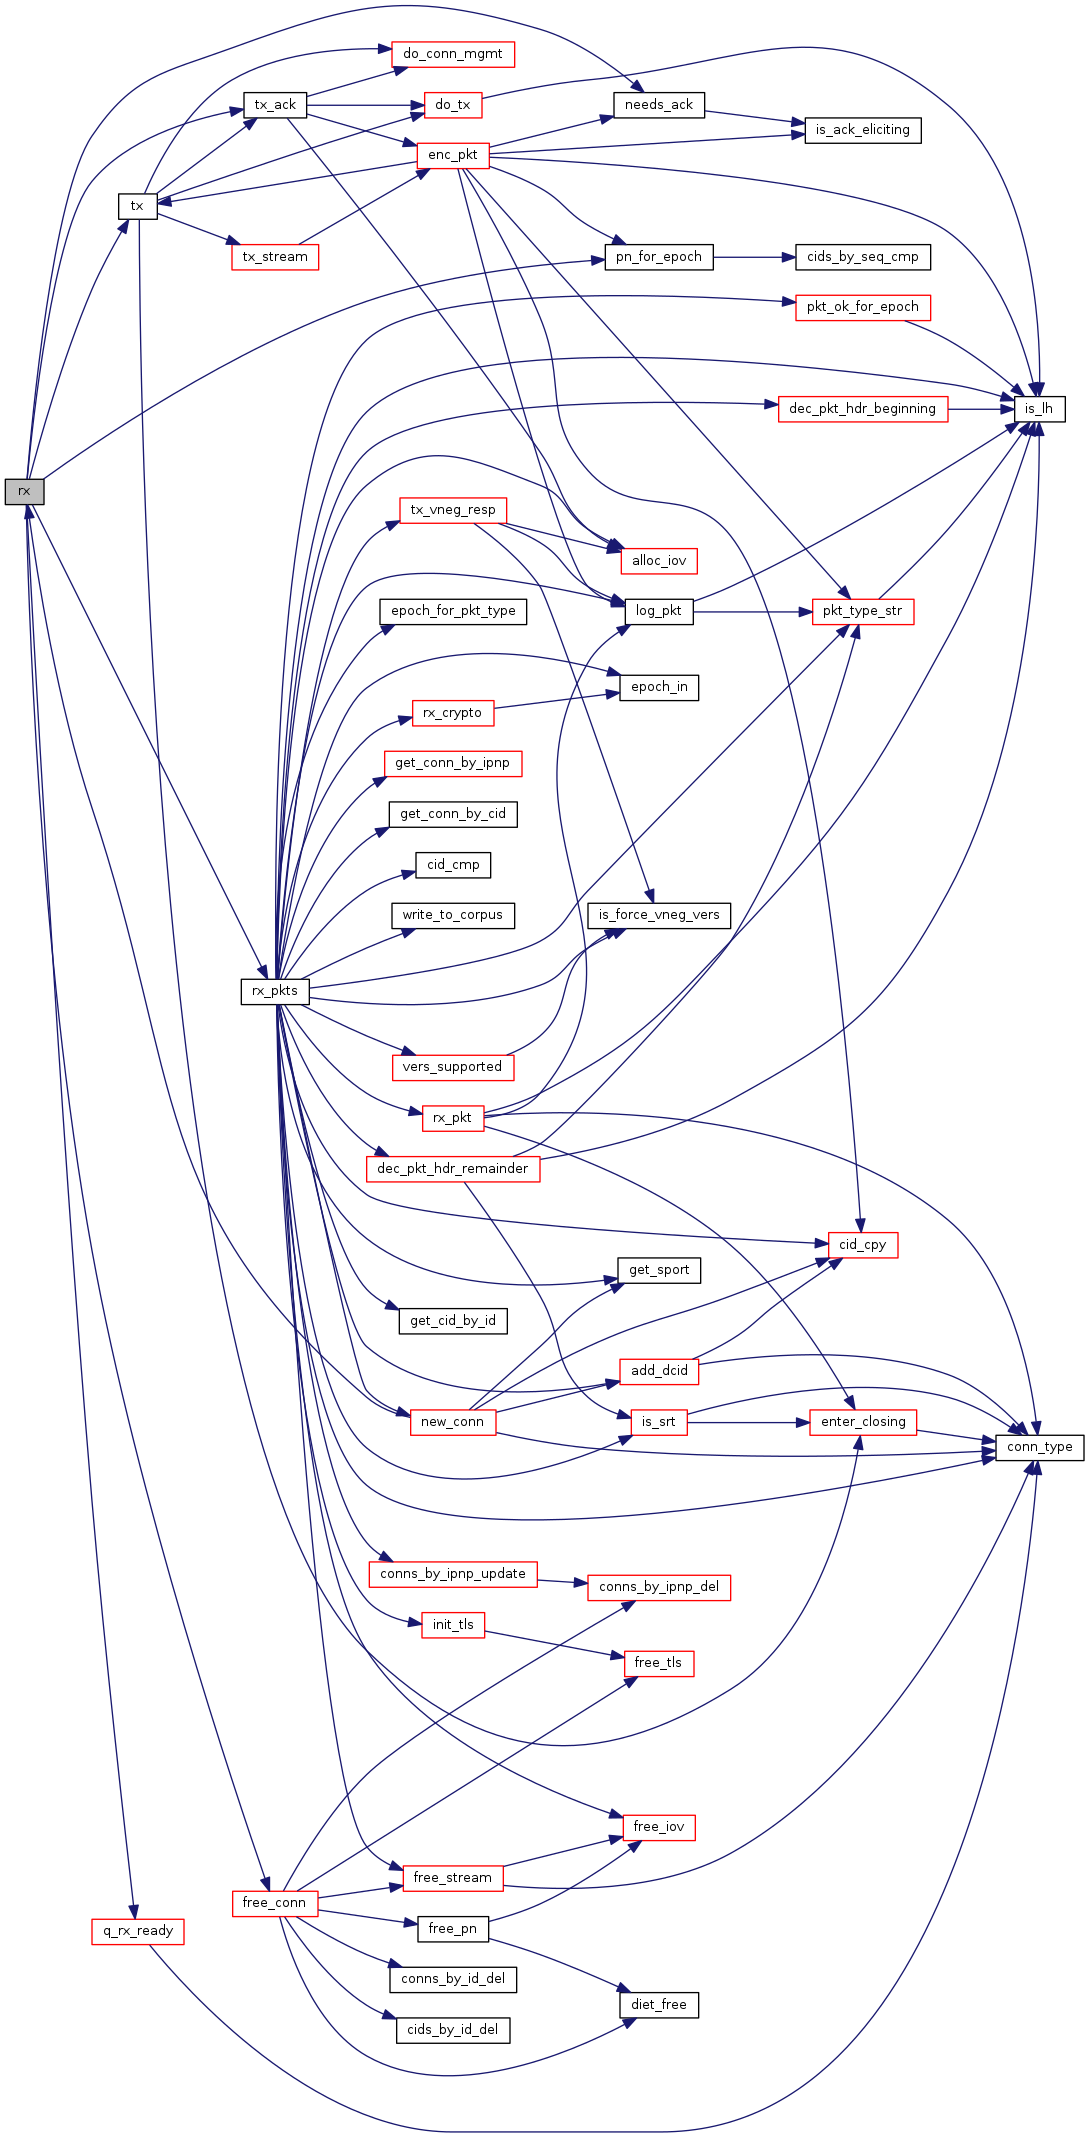 do_conn_mgmt
tx_ack
do_tx
needs_ack
is_ack_eliciting
enc_pkt
tx
tx_stream
pn_for_epoch
cids_by_seq_cmp
pkt_ok_for_epoch
dec_pkt_hdr_beginning
is_lh
rx
tx_vneg_resp
alloc_iov
epoch_for_pkt_type
log_pkt
pkt_type_str
epoch_in
rx_crypto
get_conn_by_ipnp
get_conn_by_cid
cid_cmp
write_to_corpus
is_force_vneg_vers
rx_pkts
vers_supported
rx_pkt
dec_pkt_hdr_remainder
cid_cpy
get_sport
get_cid_by_id
add_dcid
new_conn
is_srt
enter_closing
conn_type
conns_by_ipnp_update
conns_by_ipnp_del
init_tls
free_tls
free_iov
free_stream
free_conn
free_pn
q_rx_ready
conns_by_id_del
diet_free
cids_by_id_del